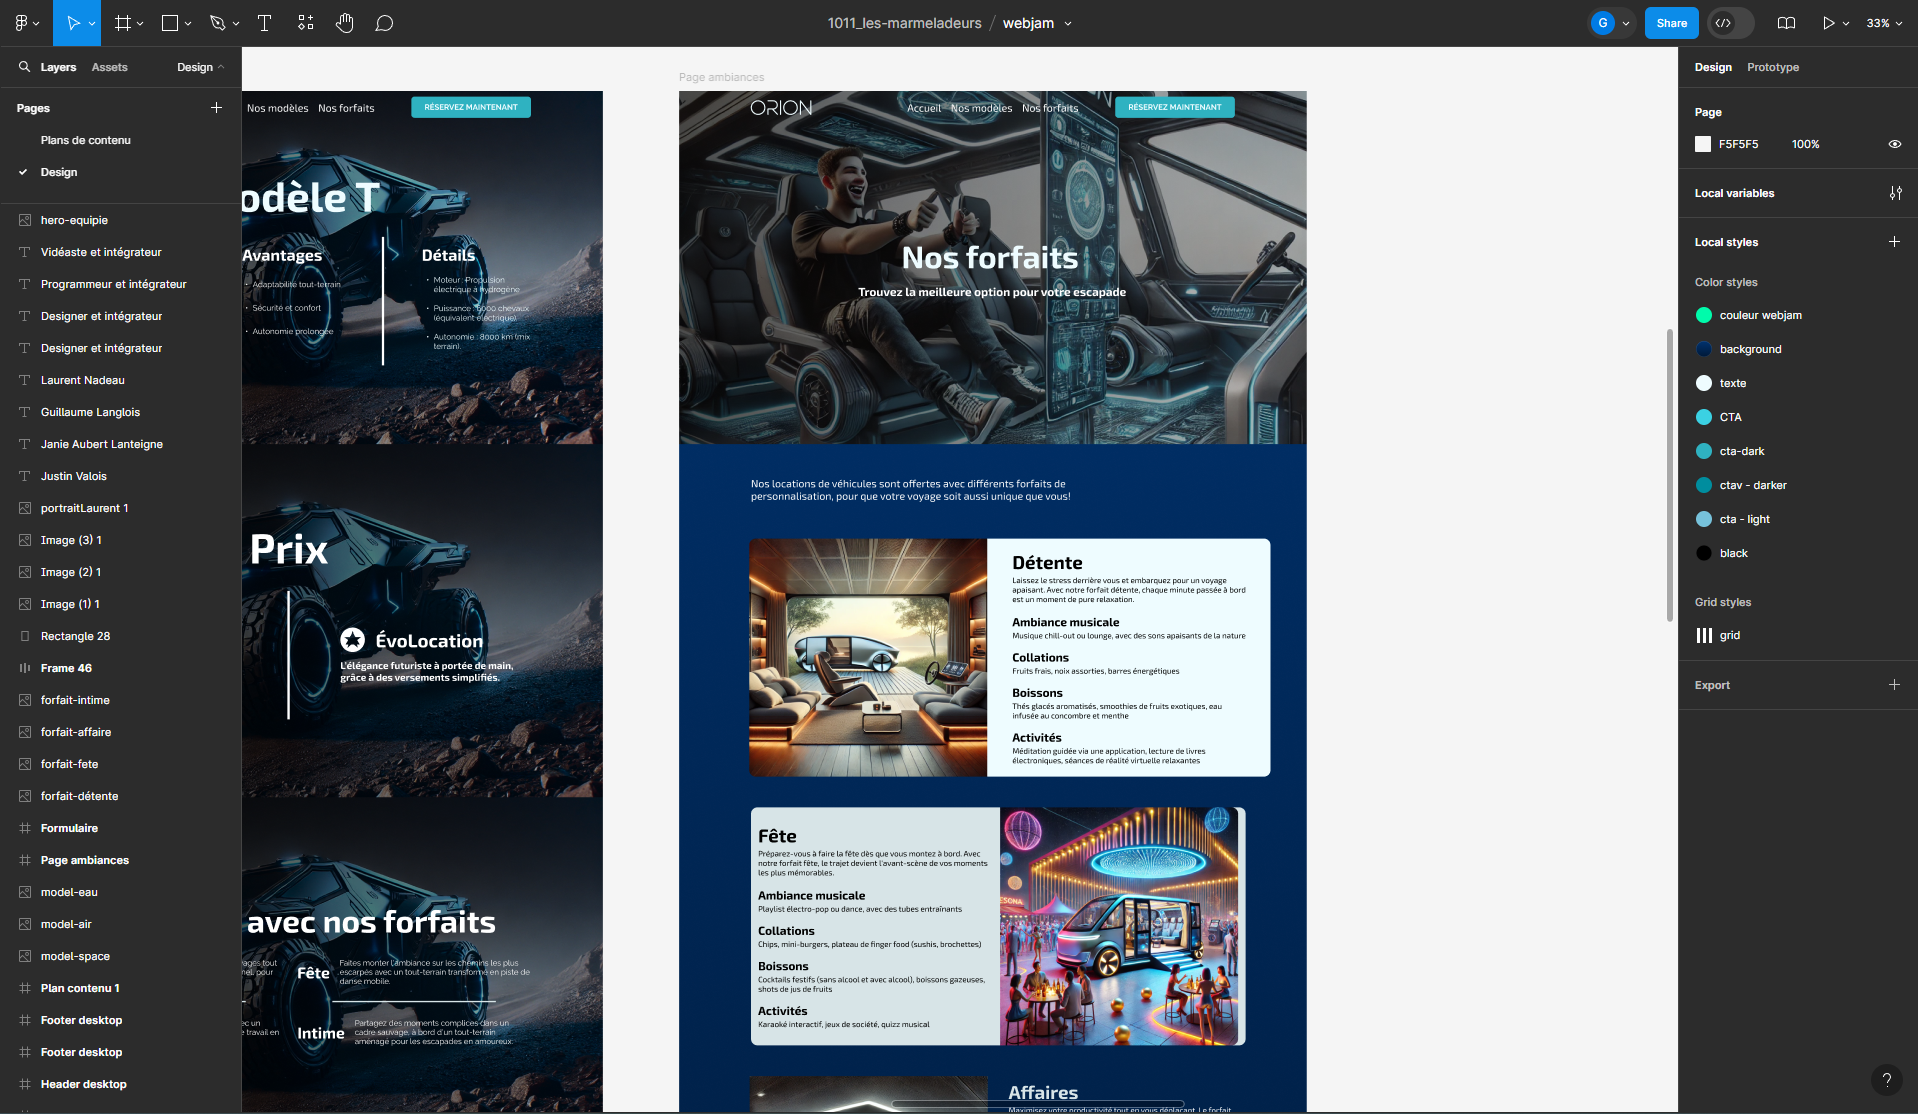 1011_les-marmeladeurs / webjam
G
Share
33%
Layers
Assets
Design
Pages
Plans de contenu
Design
hero-equipie
Vidéaste et intégrateur
Programmeur et intégrateur
Designer et intégrateur
Designer et intégrateur
Laurent Nadeau
Guillaume Langlois
Janie Aubert Lanteigne
Justin Valois
portraitLaurent 1
Image (3) 1
Image (2) 1
Image (1) 1
Rectangle 28
Frame 46
forfait-intime
forfait-affaire
forfait-fete
forfait-détente
Formulaire
Page ambiances
model-eau
model-air
model-space
Plan contenu 1
Footer desktop
Footer desktop
Header desktop
Nos modèles
Nos forfaits
RÉSERVEZ MAINTENANT
odèle T
Avantages
• Adaptabilité tout-terrain
• Sécurité et confort
• Autonomie prolongée
Détails
• Moteur : Propulsion
électrique à hydrogène
• Puissance : 5000 chevaux
(équivalent électrique).
• Autonomie : 8000 km (mix
terrain).
Prix
ÉvoLocation
L'élégance futuriste à portée de main,
grâce à des versements simplifiés.
avec nos forfaits
ages tout
nel, pour
Fête
Faites monter l'ambiance sur les chemins les plus
escarpés avec un tout-terrain transformé en piste de
danse mobile.
ec un
e travail en
Intime
Partagez des moments complices dans un
cadre sauvage, à bord d'un tout-terrain
aménagé pour les escapades en amoureux.
Page ambiances
ORION
Accueil
Nos modèles
Nos forfaits
RÉSERVEZ MAINTENANT
Nos forfaits
Trouvez la meilleure option pour votre escapade
Nos locations de véhicules sont offertes avec différents forfaits de
personnalisation, pour que votre voyage soit aussi unique que vous!
Détente
Laissez le stress derrière vous et embarquez pour un voyage
apaisant. Avec notre forfait détente, chaque minute passée à bord
est un moment de pure relaxation.
Ambiance musicale
Musique chill-out ou lounge, avec des sons apaisants de la nature
Collations
Fruits frais, noix assorties, barres énergétiques
Boissons
Thés glacés aromatisés, smoothies de fruits exotiques, eau
infusée au concombre et menthe
Activités
Méditation guidée via une application, lecture de livres
électroniques, séances de réalité virtuelle relaxantes
Fête
Préparez-vous à faire la fête dès que vous montez à bord. Avec
notre forfait fête, le trajet devient l'avant-scène de vos moments
les plus mémorables.
Ambiance musicale
Playlist électro-pop ou dance, avec des tubes entraînants
Collations
Chips, mini-burgers, plateau de finger food (sushis, brochettes)
Boissons
Cocktails festifs (sans alcool et avec alcool), boissons gazeuses,
shots de jus de fruits
Activités
Karaoké interactif, jeux de société, quizz musical
ESONA
Affaires
Maximisez votre productivité tout en vous déplaçant. Le forfait
Design
Prototype
Page
F5F5F5
100%
Local variables
Local styles
Color styles
couleur webjam
background
texte
CTA
cta-dark
ctav - darker
cta - light
black
Grid styles
grid
Export
?